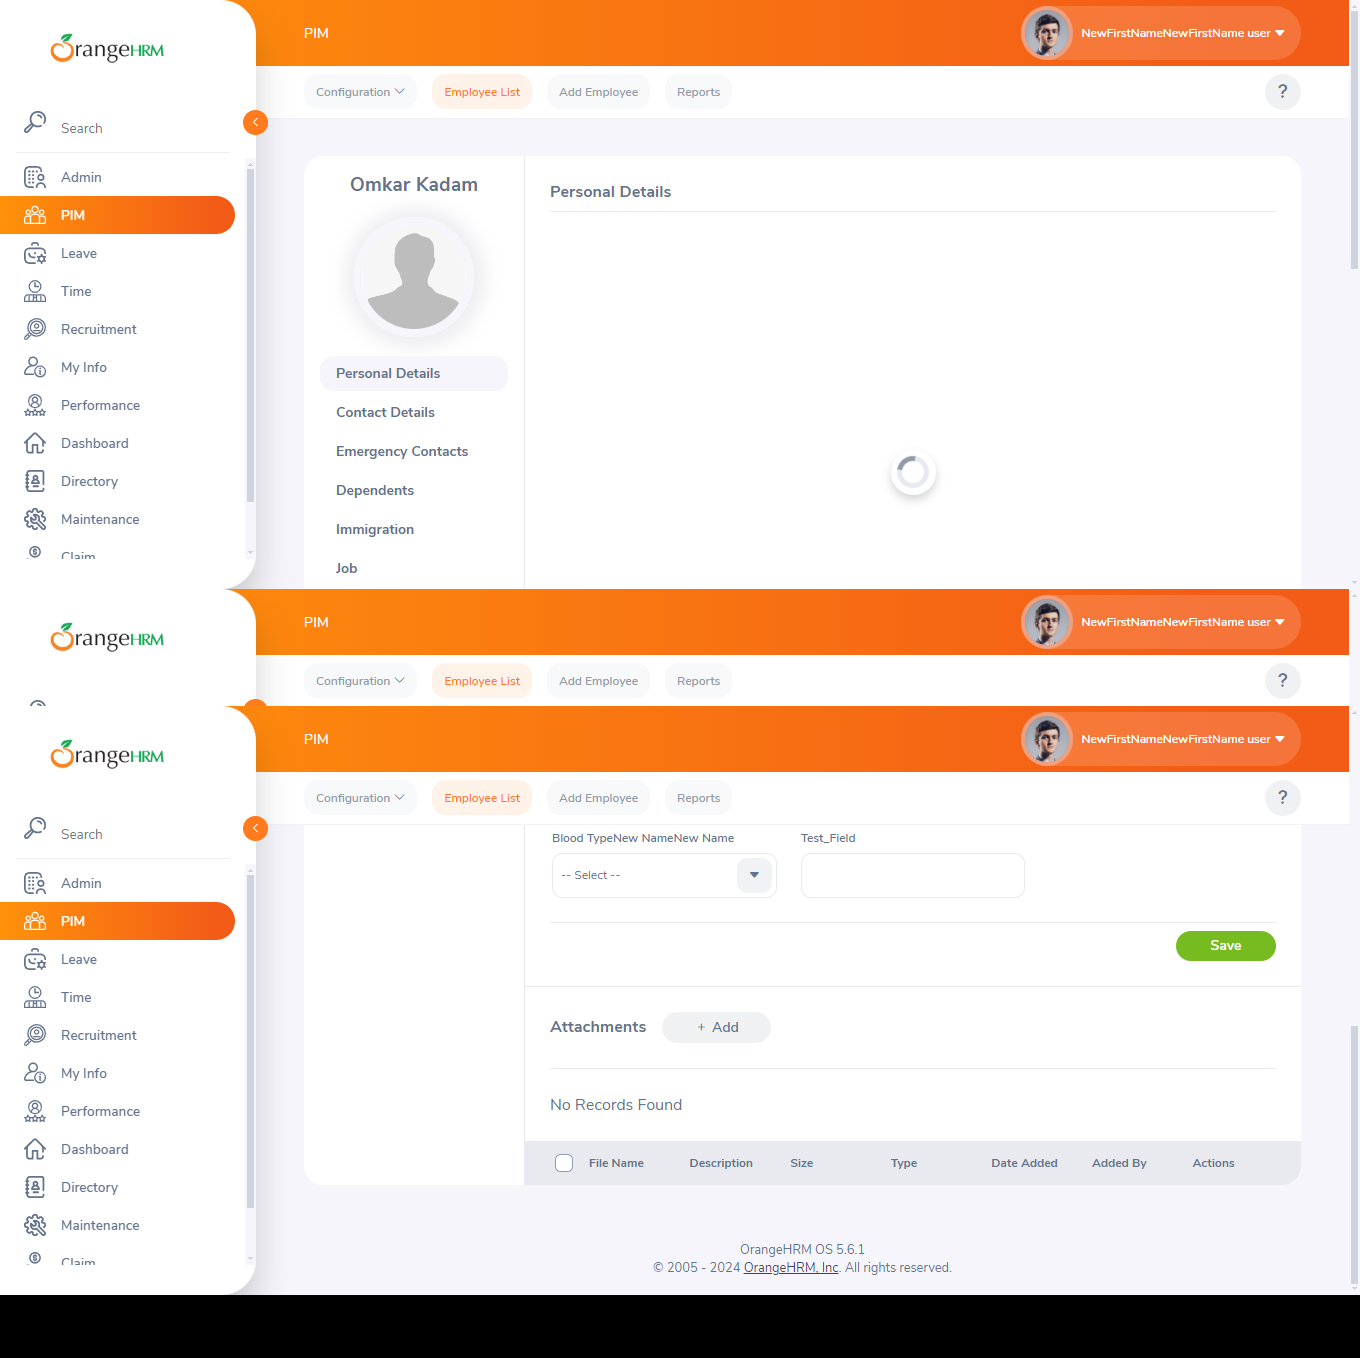 OrangeHRM
PIM
NewFirstNameNewFirstName user
Configuration
Employee List
Add Employee
Reports
?
Search
Admin
PIM
Leave
Time
Recruitment
My Info
Performance
Dashboard
Directory
Maintenance
Claim
Omkar Kadam
Personal Details
Contact Details
Emergency Contacts
Dependents
Immigration
Job
Personal Details
OrangeHRM
PIM
NewFirstNameNewFirstName user
Configuration
Employee List
Add Employee
Reports
?
OrangeHRM
PIM
NewFirstNameNewFirstName user
Configuration
Employee List
Add Employee
Reports
?
Search
Admin
PIM
Leave
Time
Recruitment
My Info
Performance
Dashboard
Directory
Maintenance
Claim
Blood TypeNew NameNew Name
Test_Field
-- Select --
Save
Attachments
+ Add
No Records Found
File Name
Description
Size
Type
Date Added
Added By
Actions
OrangeHRM OS 5.6.1
© 2005 - 2024 OrangeHRM, Inc. All rights reserved.